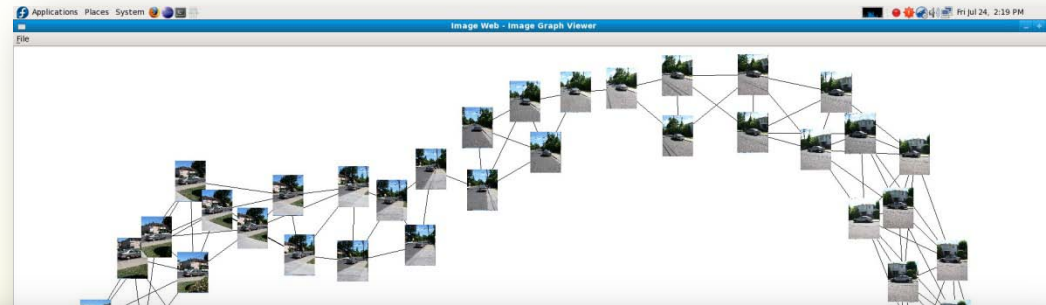 Applications Places System Fri Jul 24, 2:19 PM
Image Web - Image Graph Viewer
File